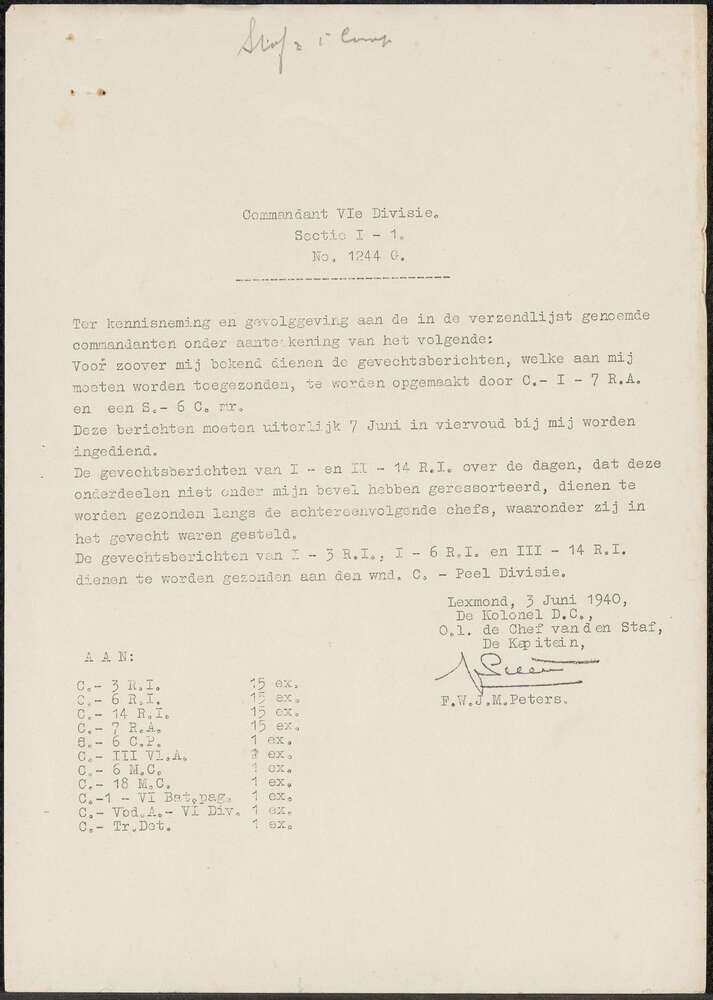 Staf
Commandant VIe Divisie.
Sectie I - 1.
No. 1244 G.
Ter kennisneming en gevolggeving aan de in de verzendlijst genoemde
commandanten onder aanteekening van het volgende:
Voor zoover mij bekend dienen de gevechtsberichten, welke aan mij
moeten worden toegezonden, te worden opgemaakt door C.- I - 7 R.A.
en een S.- 6 C. mr.
Deze berichten moeten uiterlijk 7 Juni in viervoud bij mij worden
ingediend.
De gevechtsberichten van I - en II - 14 R.I. over de dagen, dat deze
onderdeelen niet onder mijn bevel hebben geressorteerd, dienen te
worden gezonden langs de achtereenvolgende chefs, waaronder zij in
het gevecht waren gesteld.
De gevechtsberichten van I - 3 R.I., I - 6 R.I. en III - 14 R.I.
dienen te worden gezonden aan den wnd. C. - Peel Divisie.
Lexmond, 3 Juni 1940,
De Kolonel D.C.,
O.l. de Chef van den Staf,
De Kapitein,
F.W.J.M.Peters.
A A N:
C.- 3 R.I. 15 ex.
C.- 6 R.I. 15 ex.
C.- 14 R.I. 15 ex.
C.- 7 R.A. 15 ex.
S.- 6 C.P. 1 ex.
C.- III Vl.A. ex.
C.- 6 M.C. 1 ex.
C.- 18 M.C. 1 ex.
C.-1 - VI Bat.pag. 1 ex.
C.- Vbd.A.- VI Div. 1 ex.
C.- Tr.Det. 1 ex.